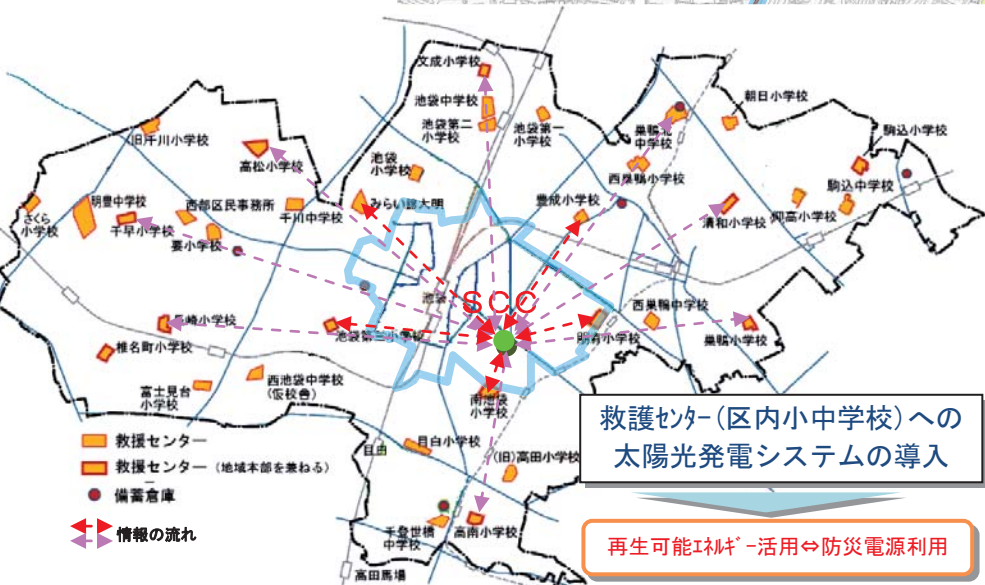 文成小学校
池袋中学校
池袋第二
小学校
池袋第一
小学校
朝日小学校
巣鴨北
中学校
駒込小学校
(旧)千川小学校
高松小学校
池袋
小学校
西巣鴨小学校
駒込中学校
さくら
小学校
明豊中学校
西部区民事務所
千川中学校
みらい館大明
豊成小学校
清和小学校
仰高小学校
千早小学校
要小学校
池袋
SCC
西巣鴨中学校
長崎小学校
池袋第三小学校
朋有小学校
巣鴨小学校
椎名町小学校
富士見台
小学校
西池袋中学校
(仮校舎)
南池袋
小学校
救護センター(区内小中学校)への
太陽光発電システムの導入
救援センター
目白
目白小学校
(旧)高田小学校
救援センター (地域本部を兼ねる)
備蓄倉庫
情報の流れ
千登世橋
中学校
高南小学校
再生可能エネルギー活用⇔防災電源利用
高田馬場